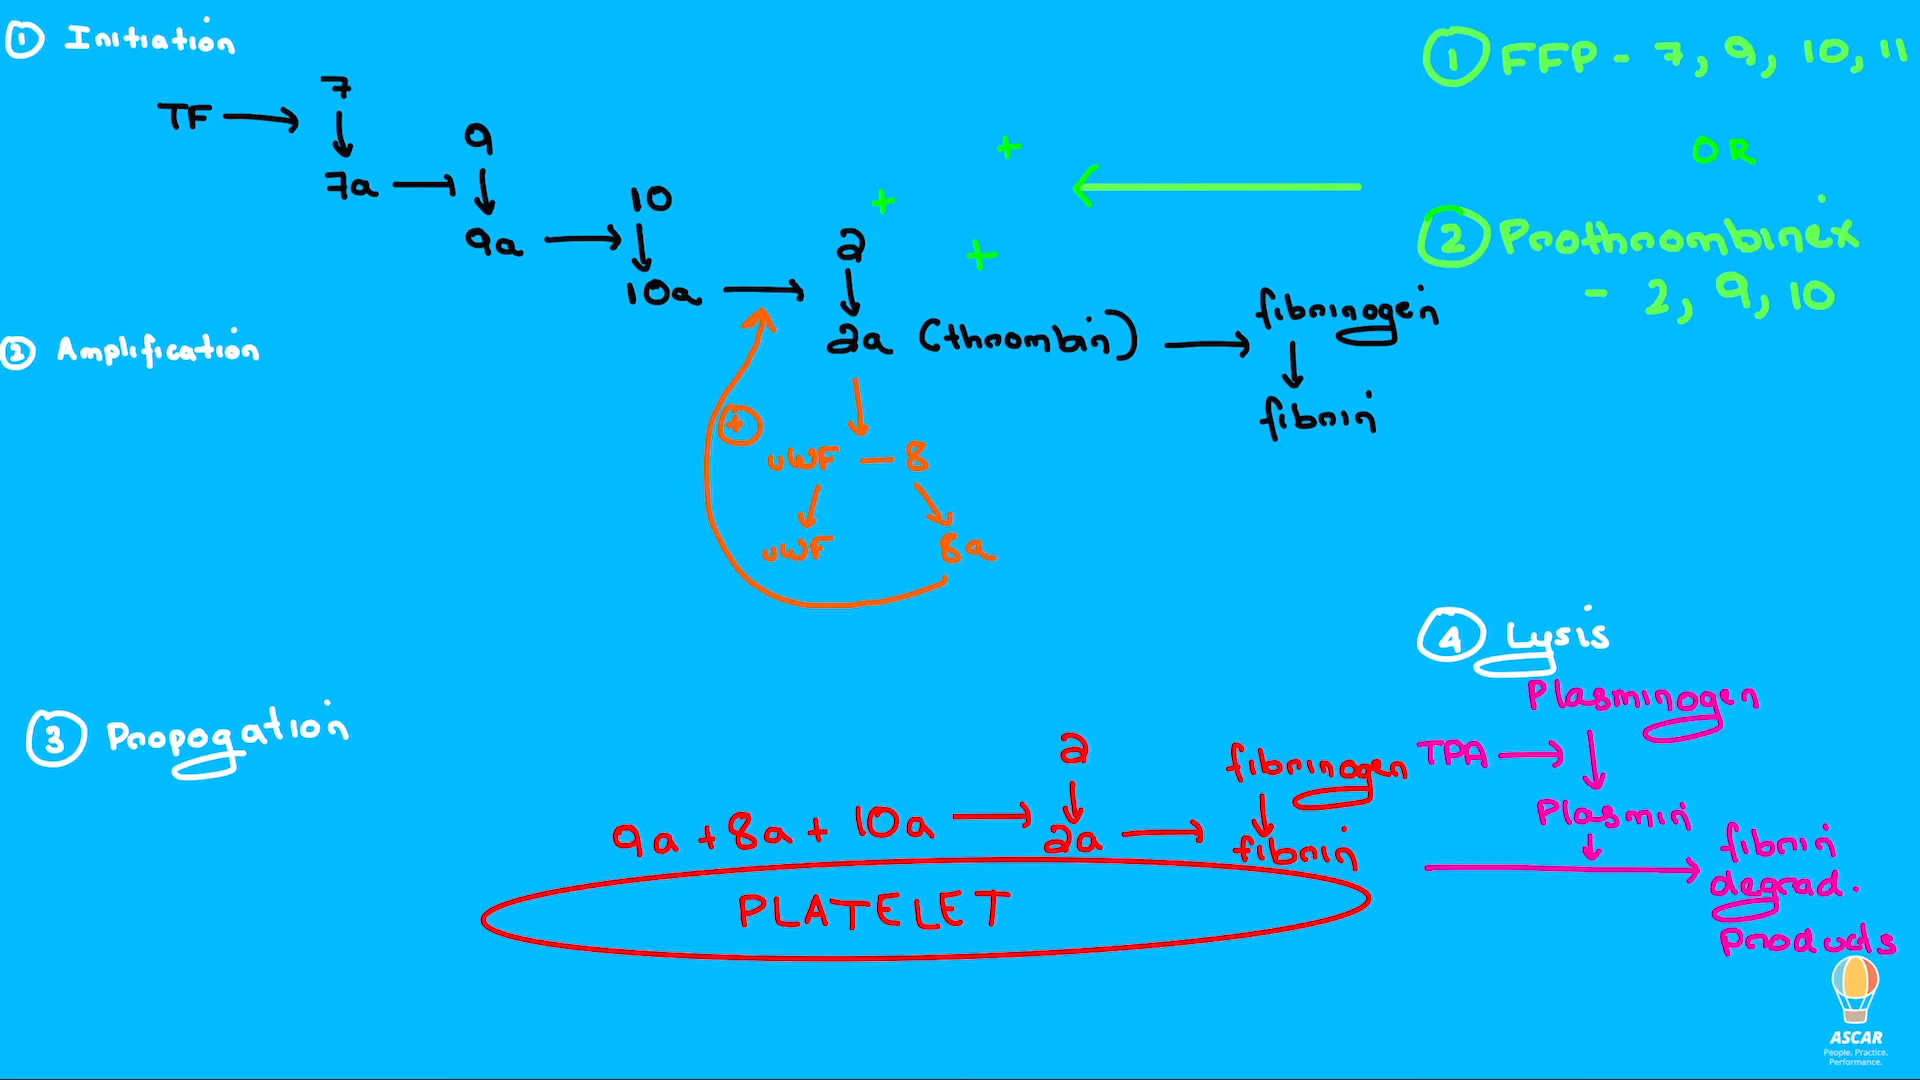 ① Initiation
TF → 7
↓
7a → 9
↓
9a → 10
↓
10a → 2
↓
2a (thrombin) → fibrinogen
↓
fibrin
① FFP - 7, 9, 10, 11
OR
② Prothrombinex
- 2, 9, 10
+
+
+
② Amplification
+
vWF — 8
vWF 8a
③ Propogation
9a + 8a + 10a → 2
↓
2a → fibrinogen
↓
fibrin
PLATELET
④ Lysis
Plasminogen
TPA → ↓
Plasmin
↓
→ fibrin
degrad.
products
ASCAR
People. Practice.
Performance.